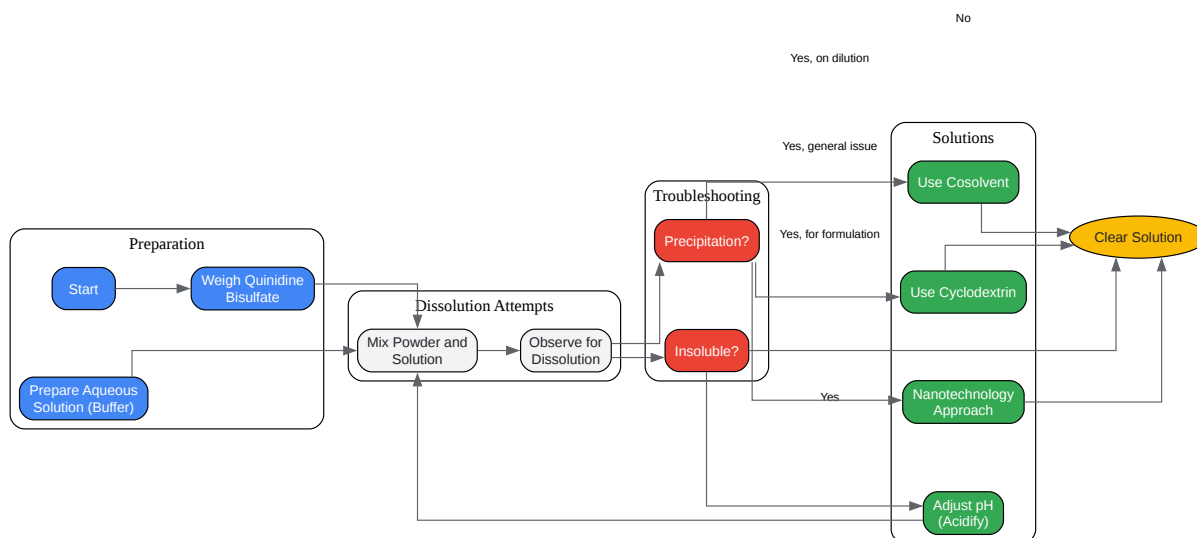 No
Yes, on dilution
Yes, general issue
Yes, for formulation
Yes
Preparation
Start
Weigh Quinidine
Bisulfate
Prepare Aqueous
Solution (Buffer)
Dissolution Attempts
Mix Powder and
Solution
Observe for
Dissolution
Troubleshooting
Precipitation?
Insoluble?
Solutions
Use Cosolvent
Use Cyclodextrin
Nanotechnology
Approach
Adjust pH
(Acidify)
Clear Solution